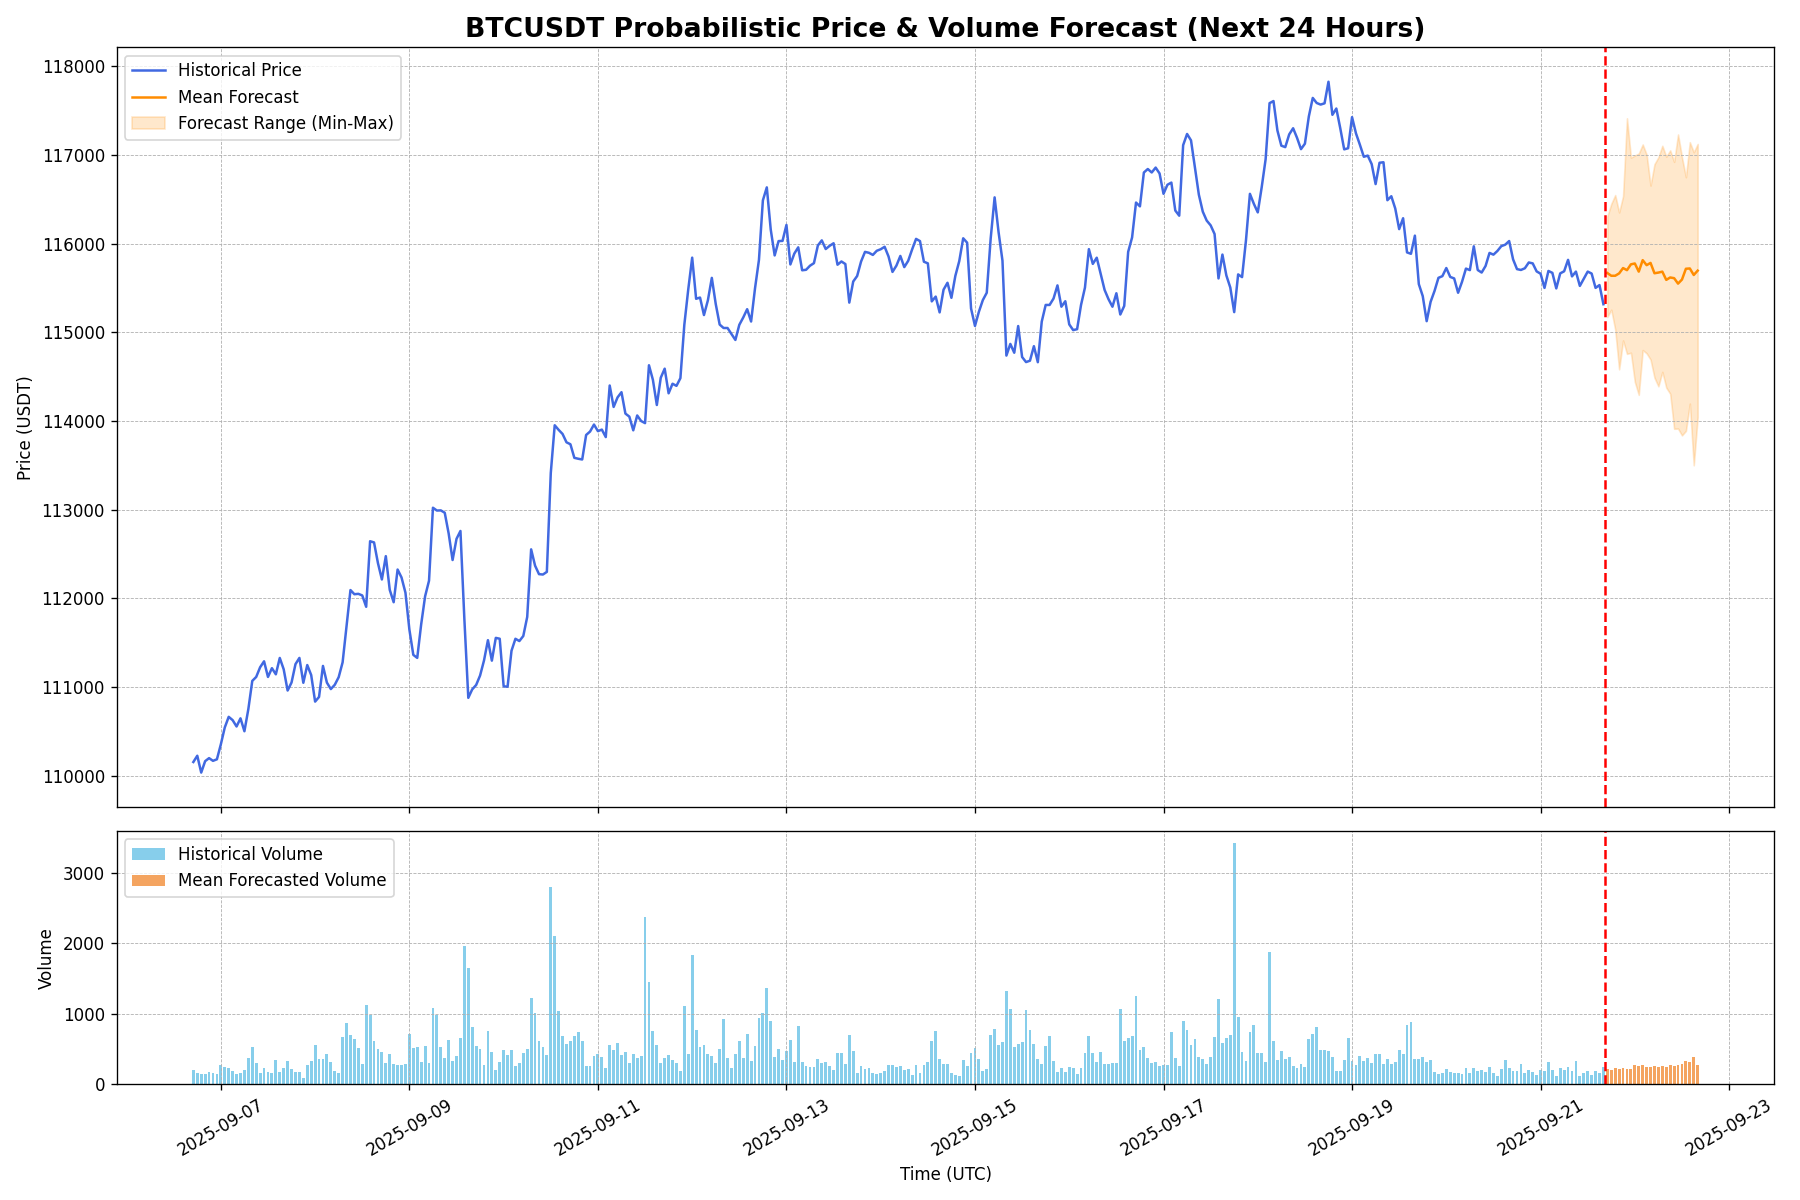 BTCUSDT Probabilistic Price & Volume Forecast (Next 24 Hours)
Historical Price
Mean Forecast
Forecast Range (Min-Max)
118000
117000
116000
115000
114000
113000
112000
111000
110000
Price (USDT)
Historical Volume
Mean Forecasted Volume
3000
2000
1000
0
Volume
2025-09-07
2025-09-09
2025-09-11
2025-09-13
2025-09-15
2025-09-17
2025-09-19
2025-09-21
2025-09-23
Time (UTC)